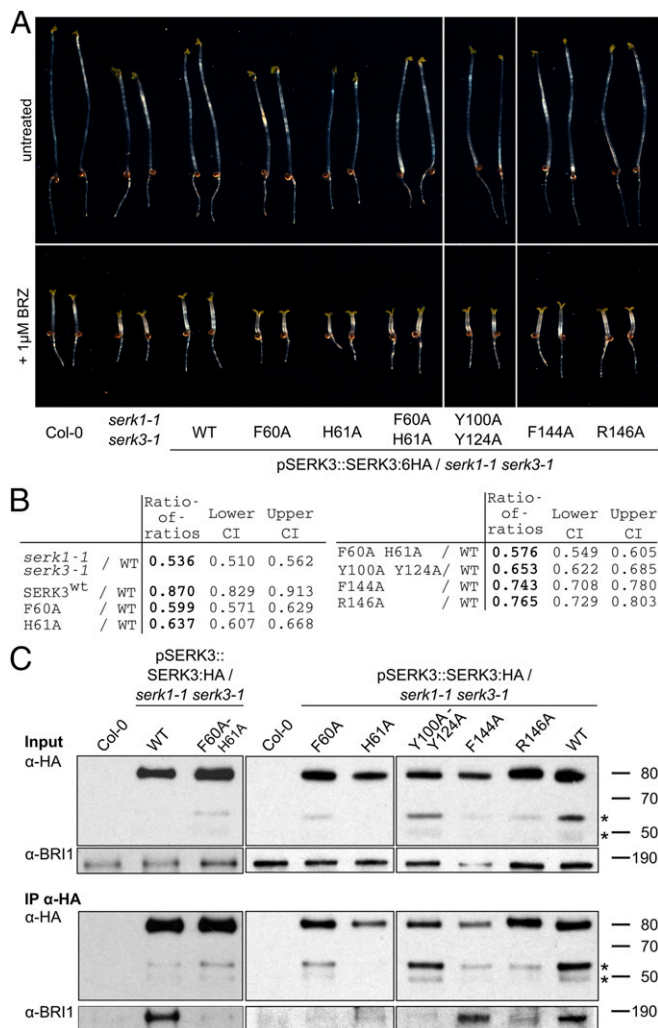 A
untreated
+ 1µM BRZ
Col-0
serk1-1
serk3-1
WT
F60A
H61A
F60A
H61A
Y100A
Y124A
F144A
R146A
pSERK3::SERK3:6HA / serk1-1 serk3-1
B
Ratio-of-ratios Lower CI Upper CI
serk1-1 serk3-1 / WT 0.536 0.510 0.562
SERK3wt / WT 0.870 0.829 0.913
F60A / WT 0.599 0.571 0.629
H61A / WT 0.637 0.607 0.668
Ratio-of-ratios Lower CI Upper CI
F60A H61A / WT 0.576 0.549 0.605
Y100A Y124A/ WT 0.653 0.622 0.685
F144A / WT 0.743 0.708 0.780
R146A / WT 0.765 0.729 0.803
C
pSERK3::
SERK3:HA /
serk1-1 serk3-1
pSERK3::SERK3:HA /
serk1-1 serk3-1
Col-0
WT
F60A-
H61A
Col-0
F60A
H61A
Y100A-
Y124A
F144A
R146A
WT
Input
α-HA
80
70
*
50
*
α-BRI1
190
IP α-HA
α-HA
80
70
*
50
*
α-BRI1
190